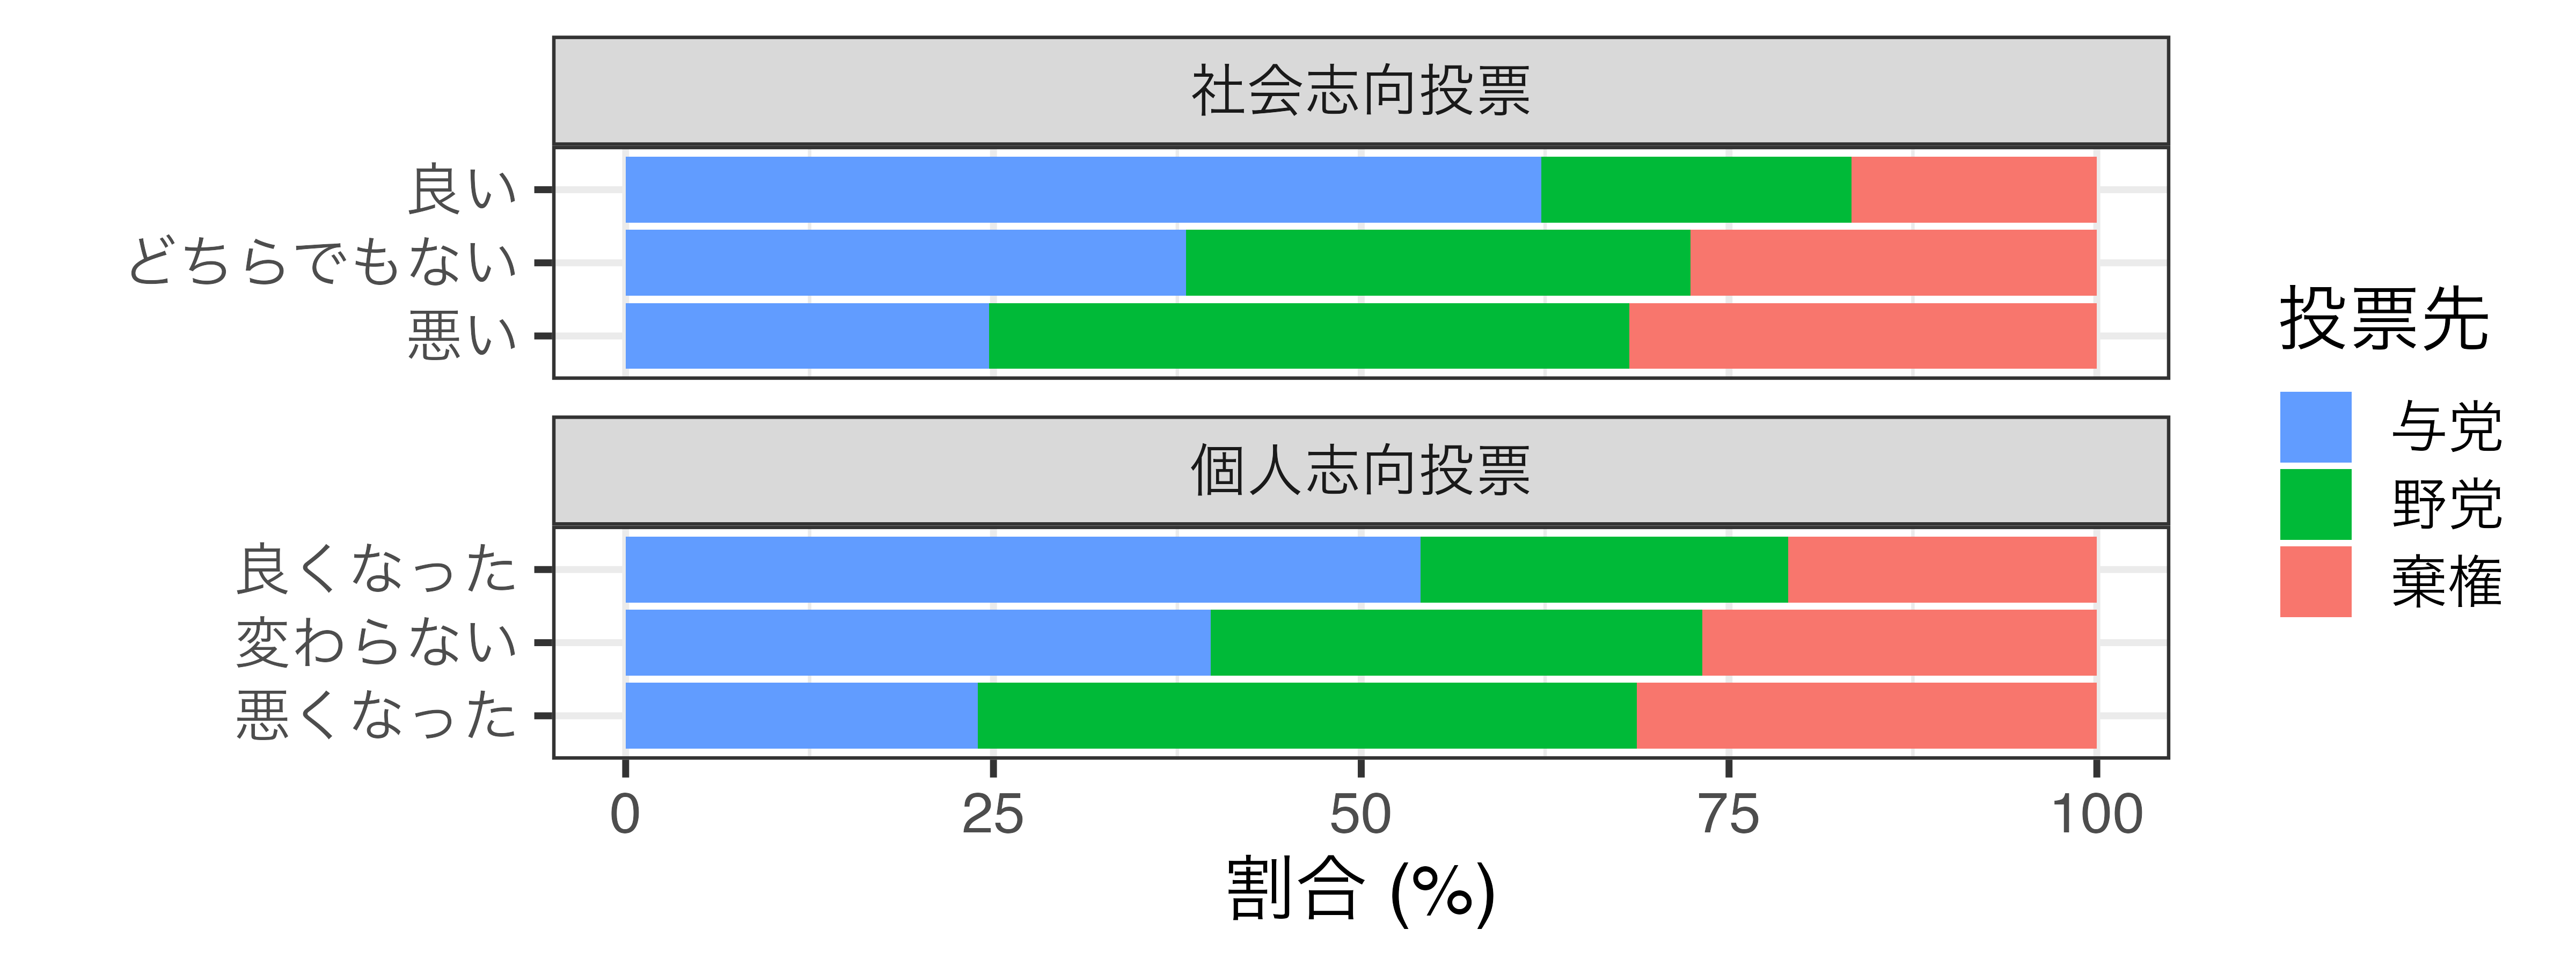 社会志向投票
良い
どちらでもない
悪い
個人志向投票
良くなった
変わらない
悪くなった
0 25 50 75 100
割合 (%)
投票先
与党
野党
棄権